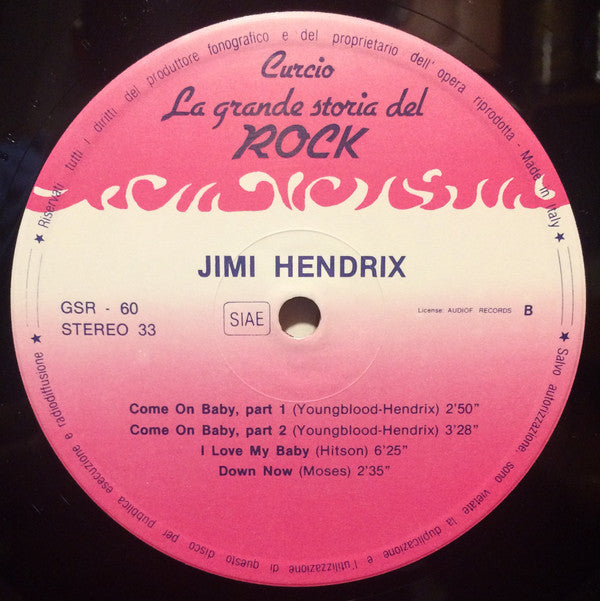 Riservati tutti i diritti del produttore fonografico e del proprietario dell'opera riprodotta. Made in Italy
Curcio
La grande storia del
ROCK
JIMI HENDRIX
GSR - 60
STEREO 33
SIAE
License: AUDIOF RECORDS B
Come On Baby, part 1 (Youngblood-Hendrix) 2'50"
Come On Baby, part 2 (Youngblood-Hendrix) 3'28"
I Love My Baby (Hitson) 6'25"
Down Now (Moses) 2'35"
★ Salvo autorizzazione, sono vietate la duplicazione e l'utilizzazione di questo disco per pubblica esecuzione e radiodiffusione ★